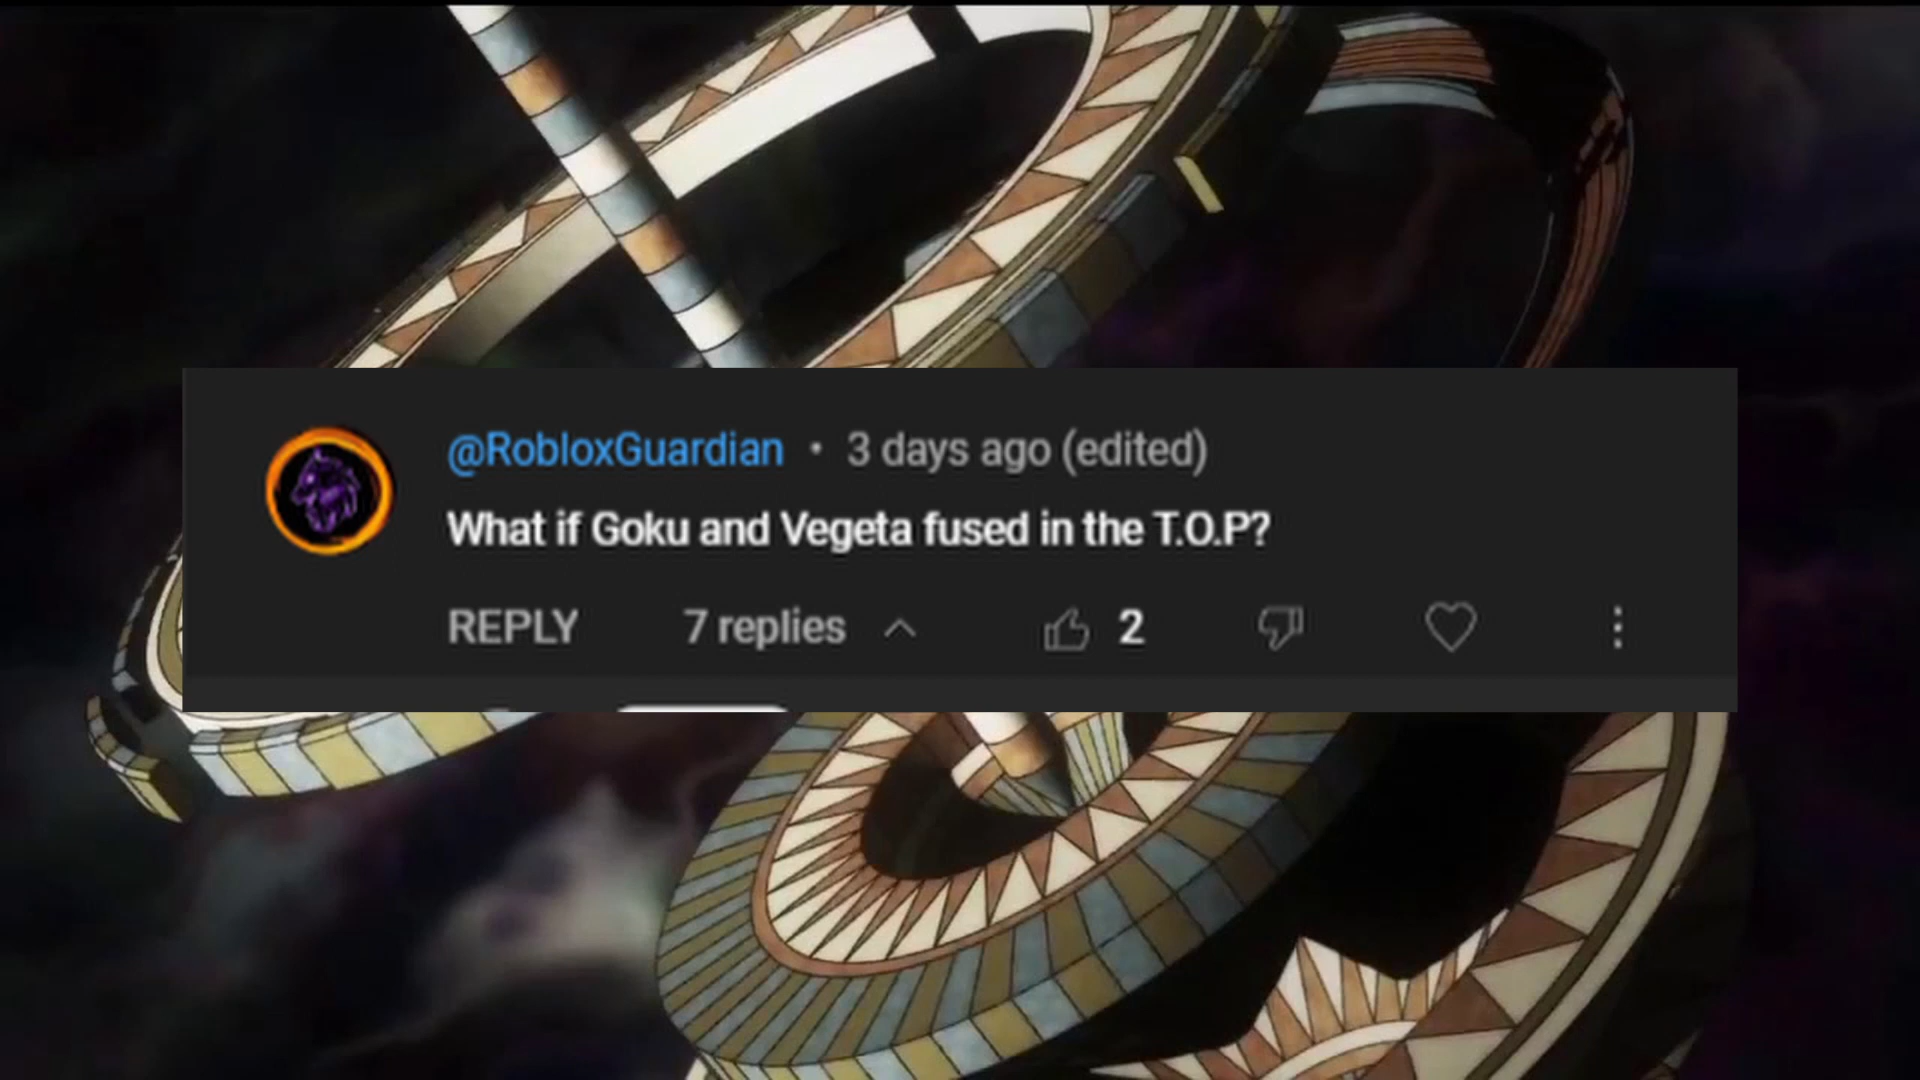 @RobloxGuardian • 3 days ago (edited)
What if Goku and Vegeta fused in the T.O.P?
REPLY 7 replies 2